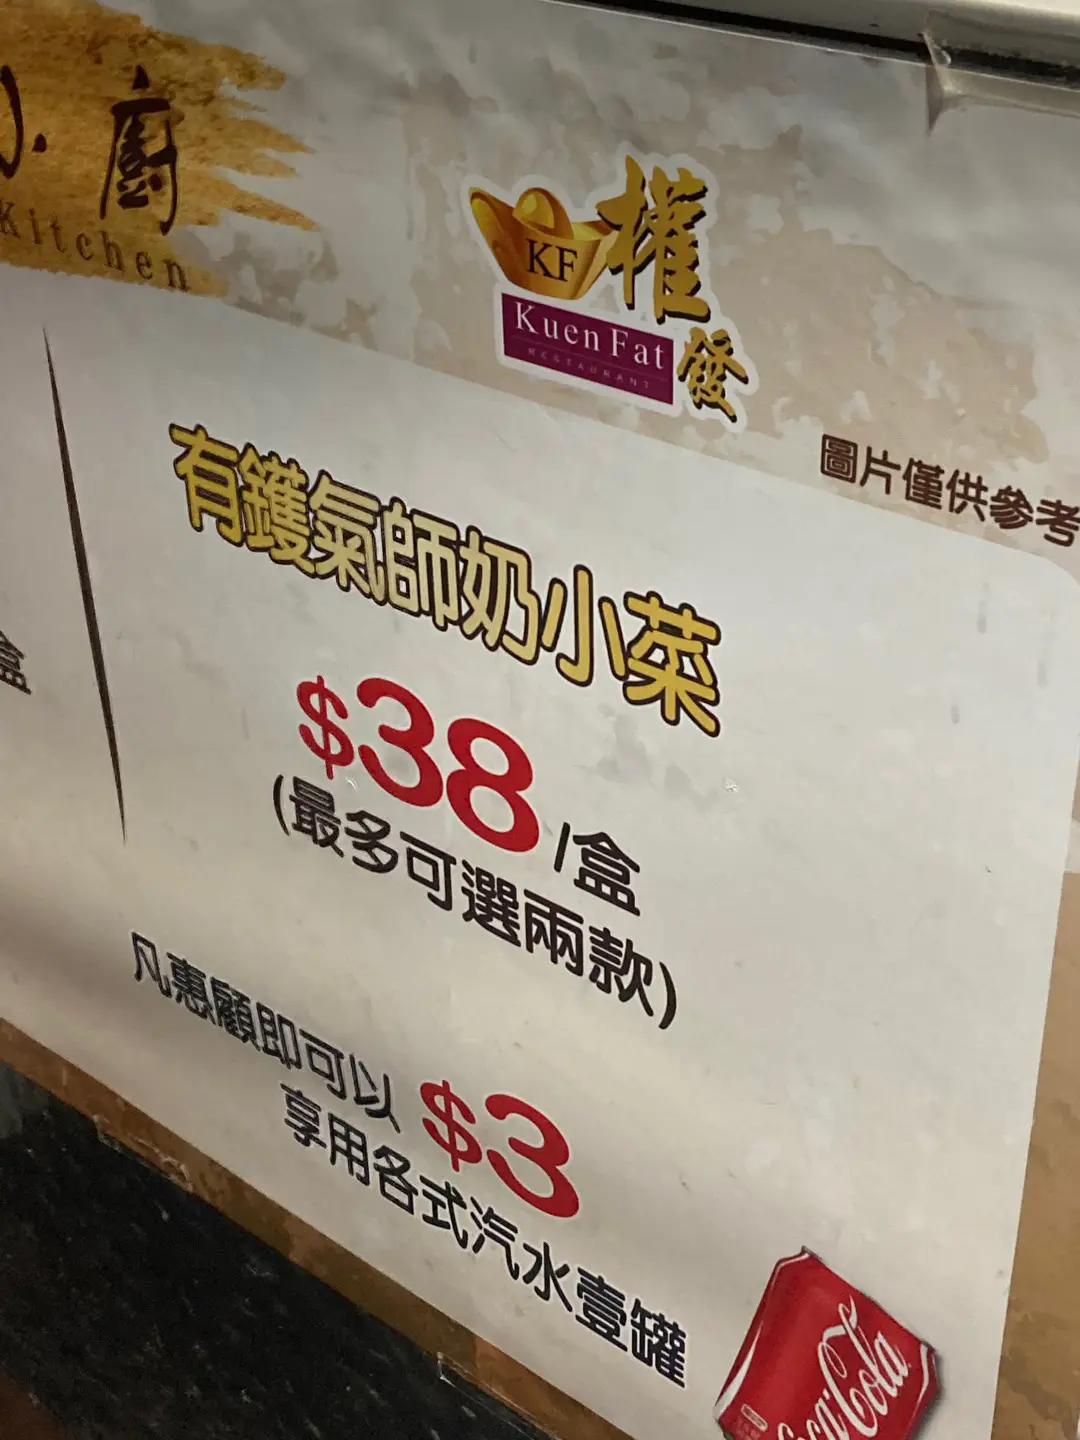 小廚
Kitchen
KF
權發
Kuen Fat
RESTAURANT
圖片僅供參考
有鑊氣師奶小菜
$38/盒
(最多可選兩款)
盒
凡惠顧即可以 $3
享用各式汽水壹罐
Coca-Cola